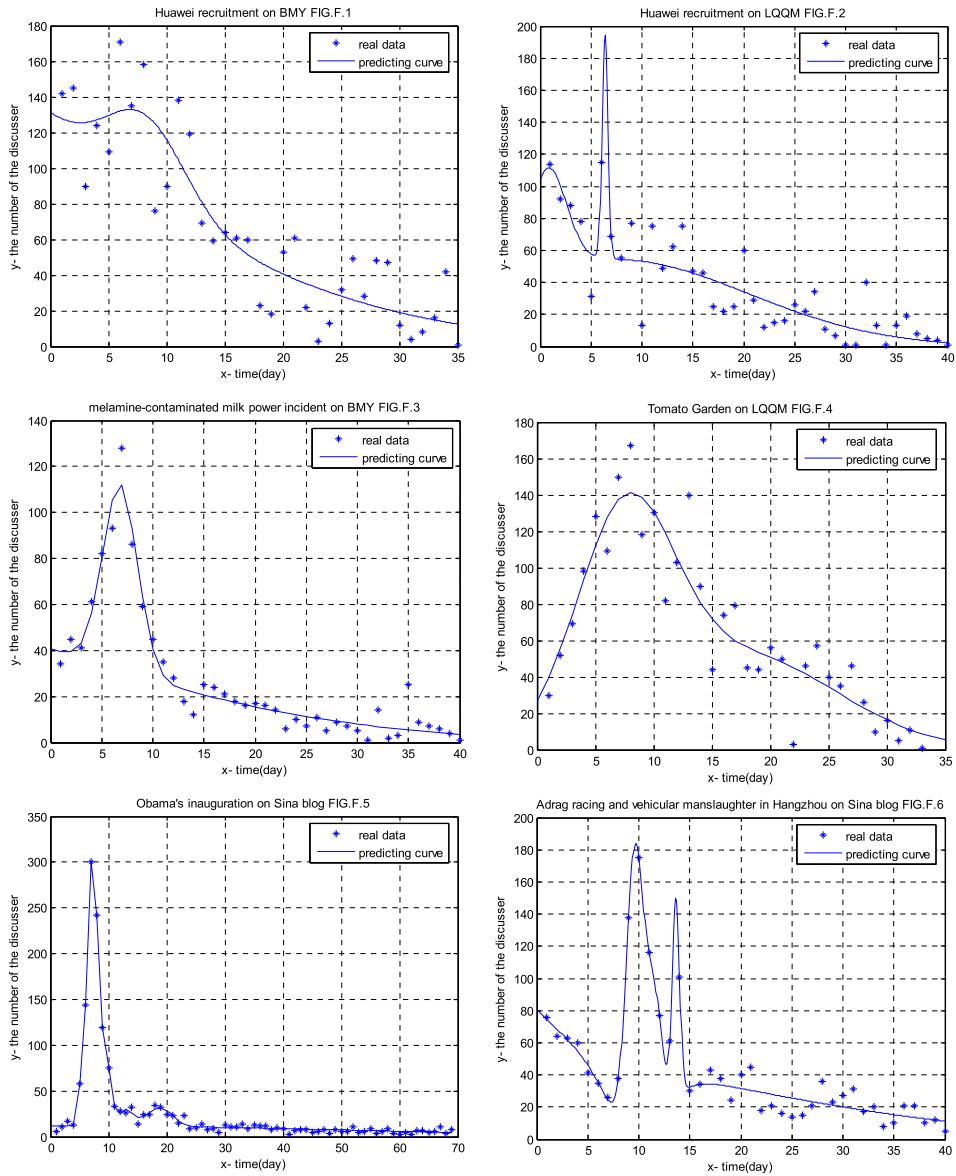 Huawei recruitment on BMY FIG.F.1
180
160
140
120
100
80
60
40
20
0
y- the number of the discusser
real data
predicting curve
0 5 10 15 20 25 30 35
x- time(day)
Huawei recruitment on LQQM FIG.F.2
200
180
160
140
120
100
80
60
40
20
0
y- the number of the discusser
real data
predicting curve
0 5 10 15 20 25 30 35 40
x- time(day)
melamine-contaminated milk power incident on BMY FIG.F.3
140
120
100
80
60
40
20
0
y- the number of the discusser
real data
predicting curve
0 5 10 15 20 25 30 35 40
x- time(day)
Tomato Garden on LQQM FIG.F.4
180
160
140
120
100
80
60
40
20
0
y- the number of the discusser
real data
predicting curve
0 5 10 15 20 25 30 35
x- time(day)
Obama's inauguration on Sina blog FIG.F.5
350
300
250
200
150
100
50
0
y- the number of the discusser
real data
predicting curve
0 10 20 30 40 50 60 70
x- time(day)
Adrag racing and vehicular manslaughter in Hangzhou on Sina blog FIG.F.6
200
180
160
140
120
100
80
60
40
20
0
y- the number of the discusser
real data
predicting curve
0 5 10 15 20 25 30 35 40
x- time(day)